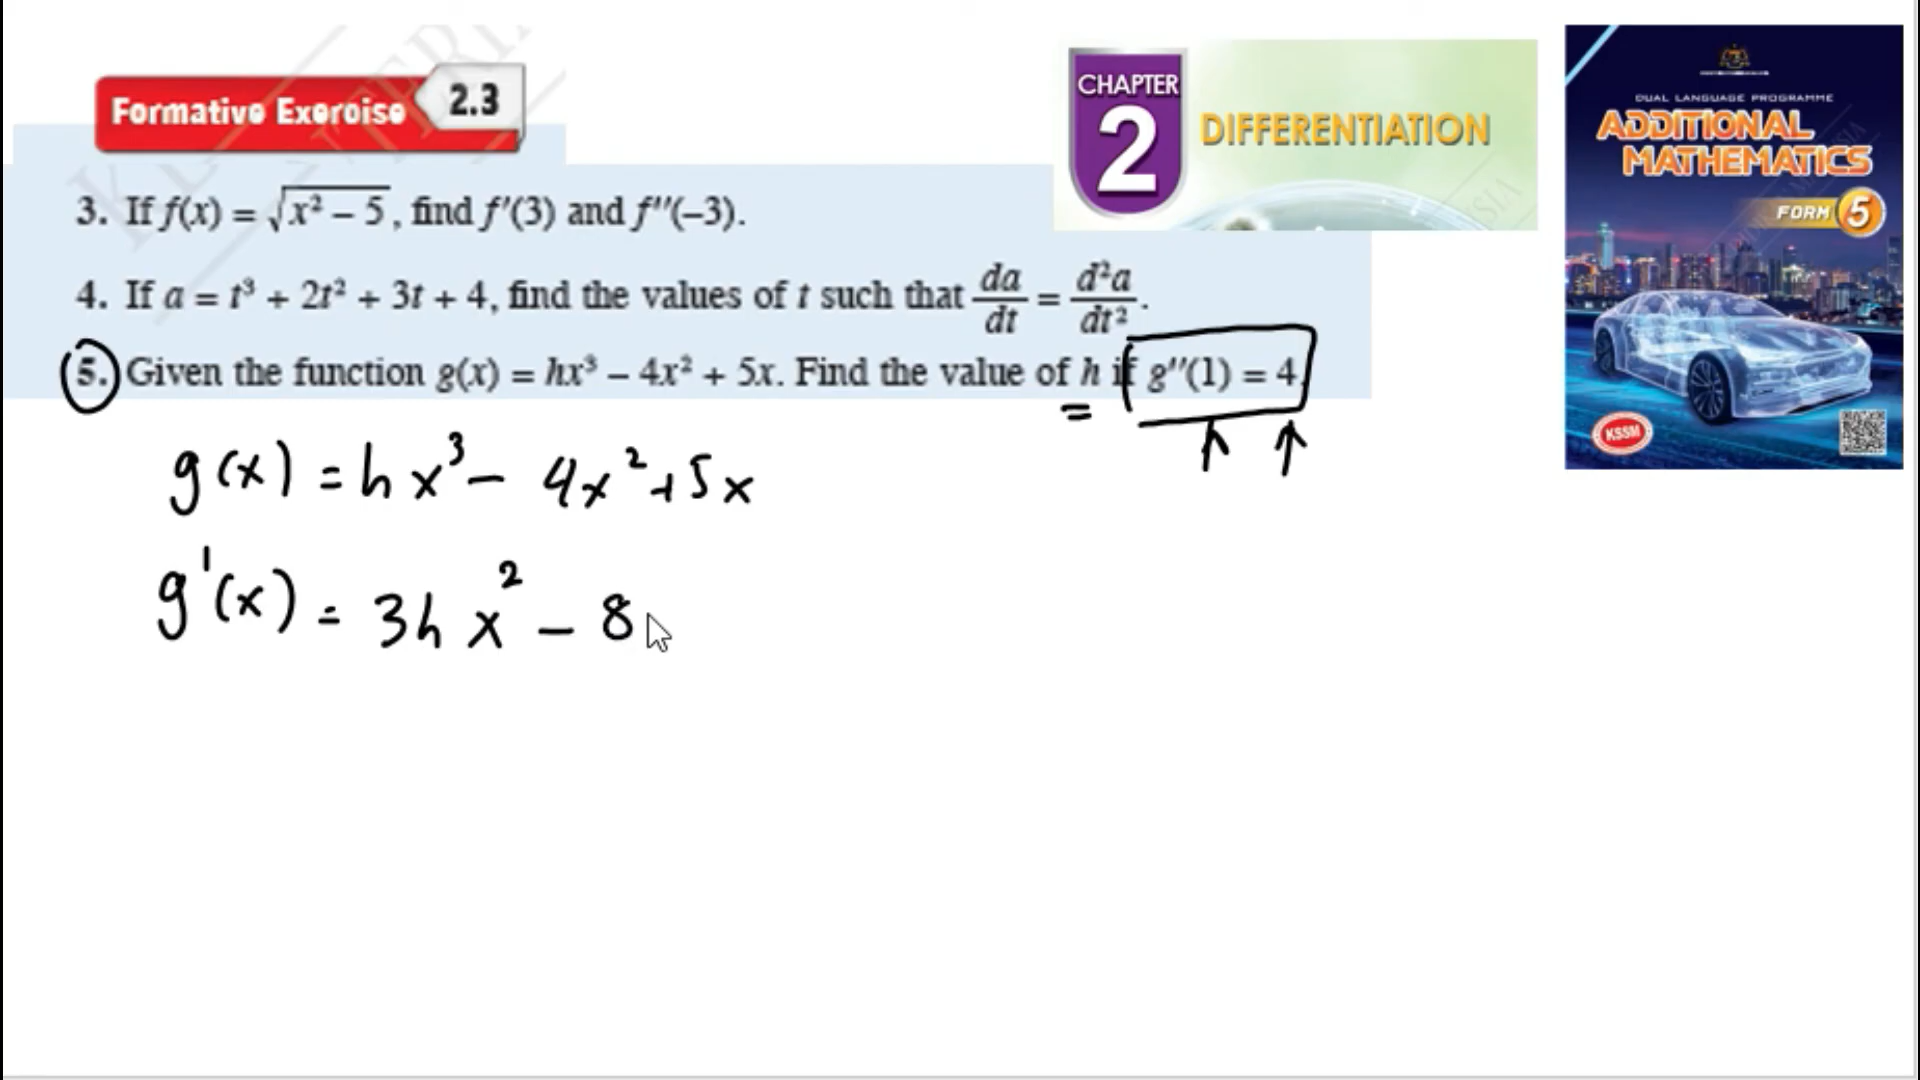 Formative Exercise 2.3
CHAPTER
2
DIFFERENTIATION
DUAL LANGUAGE PROGRAMME
ADDITIONAL
MATHEMATICS
FORM 5
KSSM
3. If f(x) = √(x² – 5), find f′(3) and f″(–3).
4. If a = t³ + 2t² + 3t + 4, find the values of t such that da/dt = d²a/dt².
5. Given the function g(x) = hx³ – 4x² + 5x. Find the value of h if g″(1) = 4.
g(x) = hx³ – 4x² + 5x
g'(x) = 3hx² – 8